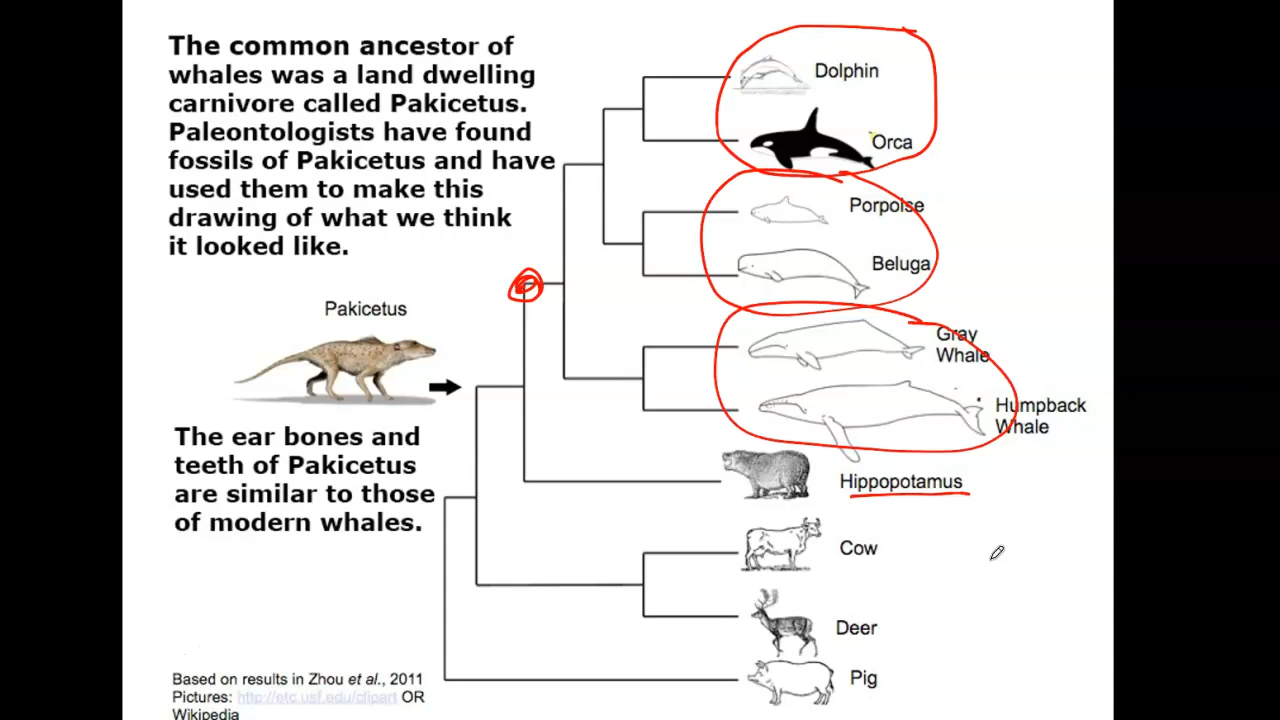 The common ancestor of
whales was a land dwelling
carnivore called Pakicetus.
Paleontologists have found
fossils of Pakicetus and have
used them to make this
drawing of what we think
it looked like.
Pakicetus
The ear bones and
teeth of Pakicetus
are similar to those
of modern whales.
Dolphin
Orca
Porpoise
Beluga
Gray
Whale
Humpback
Whale
Hippopotamus
Cow
Deer
Pig
Based on results in Zhou et al., 2011
Pictures: http://etc.usf.edu/clipart OR
Wikipedia